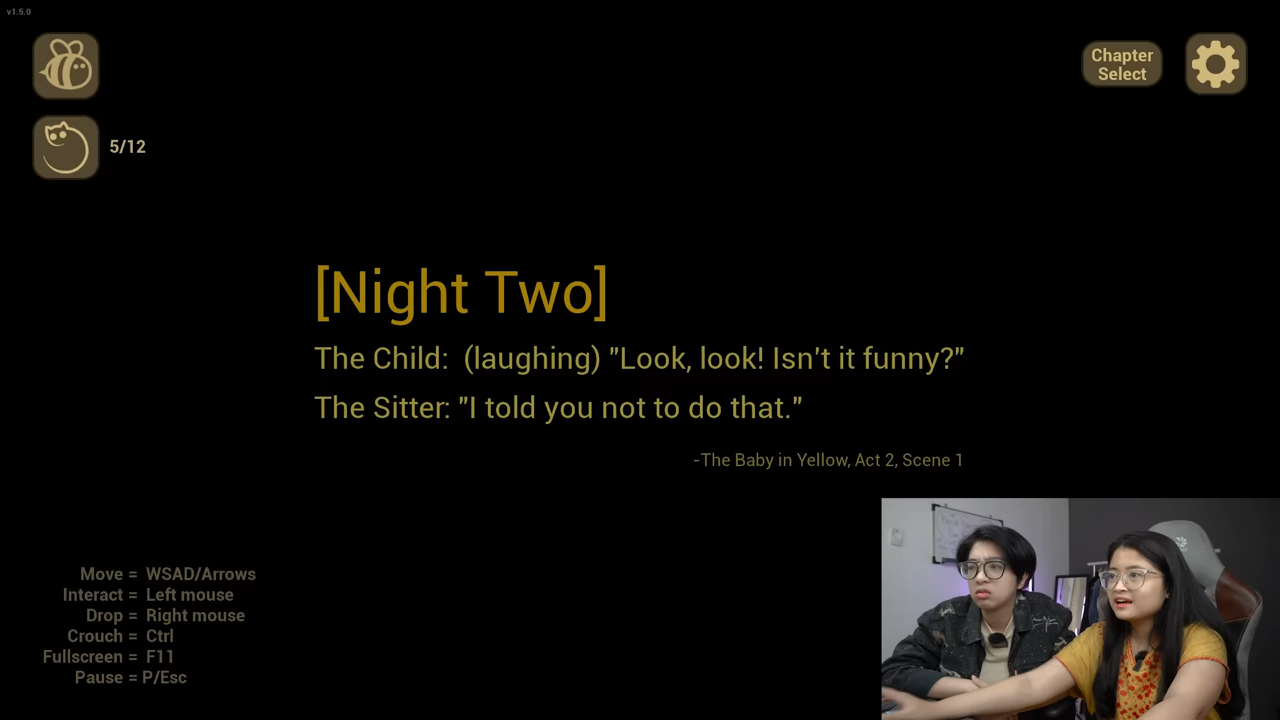 v1.5.0
Chapter
Select
5/12
[Night Two]
The Child: (laughing) "Look, look! Isn't it funny?"
The Sitter: "I told you not to do that."
-The Baby in Yellow, Act 2, Scene 1
Move = WSAD/Arrows
Interact = Left mouse
Drop = Right mouse
Crouch = Ctrl
Fullscreen = F11
Pause = P/Esc